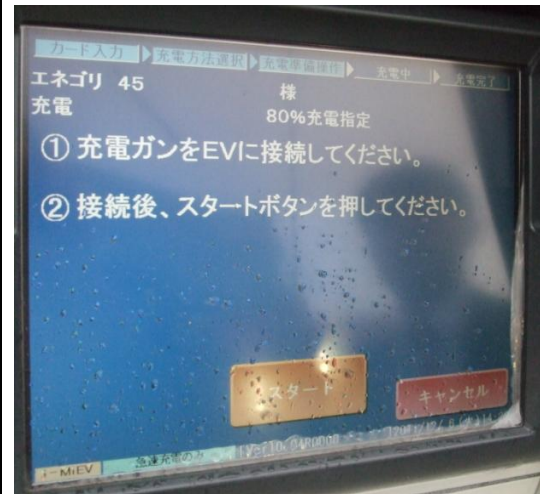 カード入力 充電方法選択 充電準備操作 充電中 充電完了
エネゴリ 45 様
充電 80%充電指定
① 充電ガンをEVに接続してください。
② 接続後、スタートボタンを押してください。
スタート キャンセル
i-MiEV 急速充電のみ